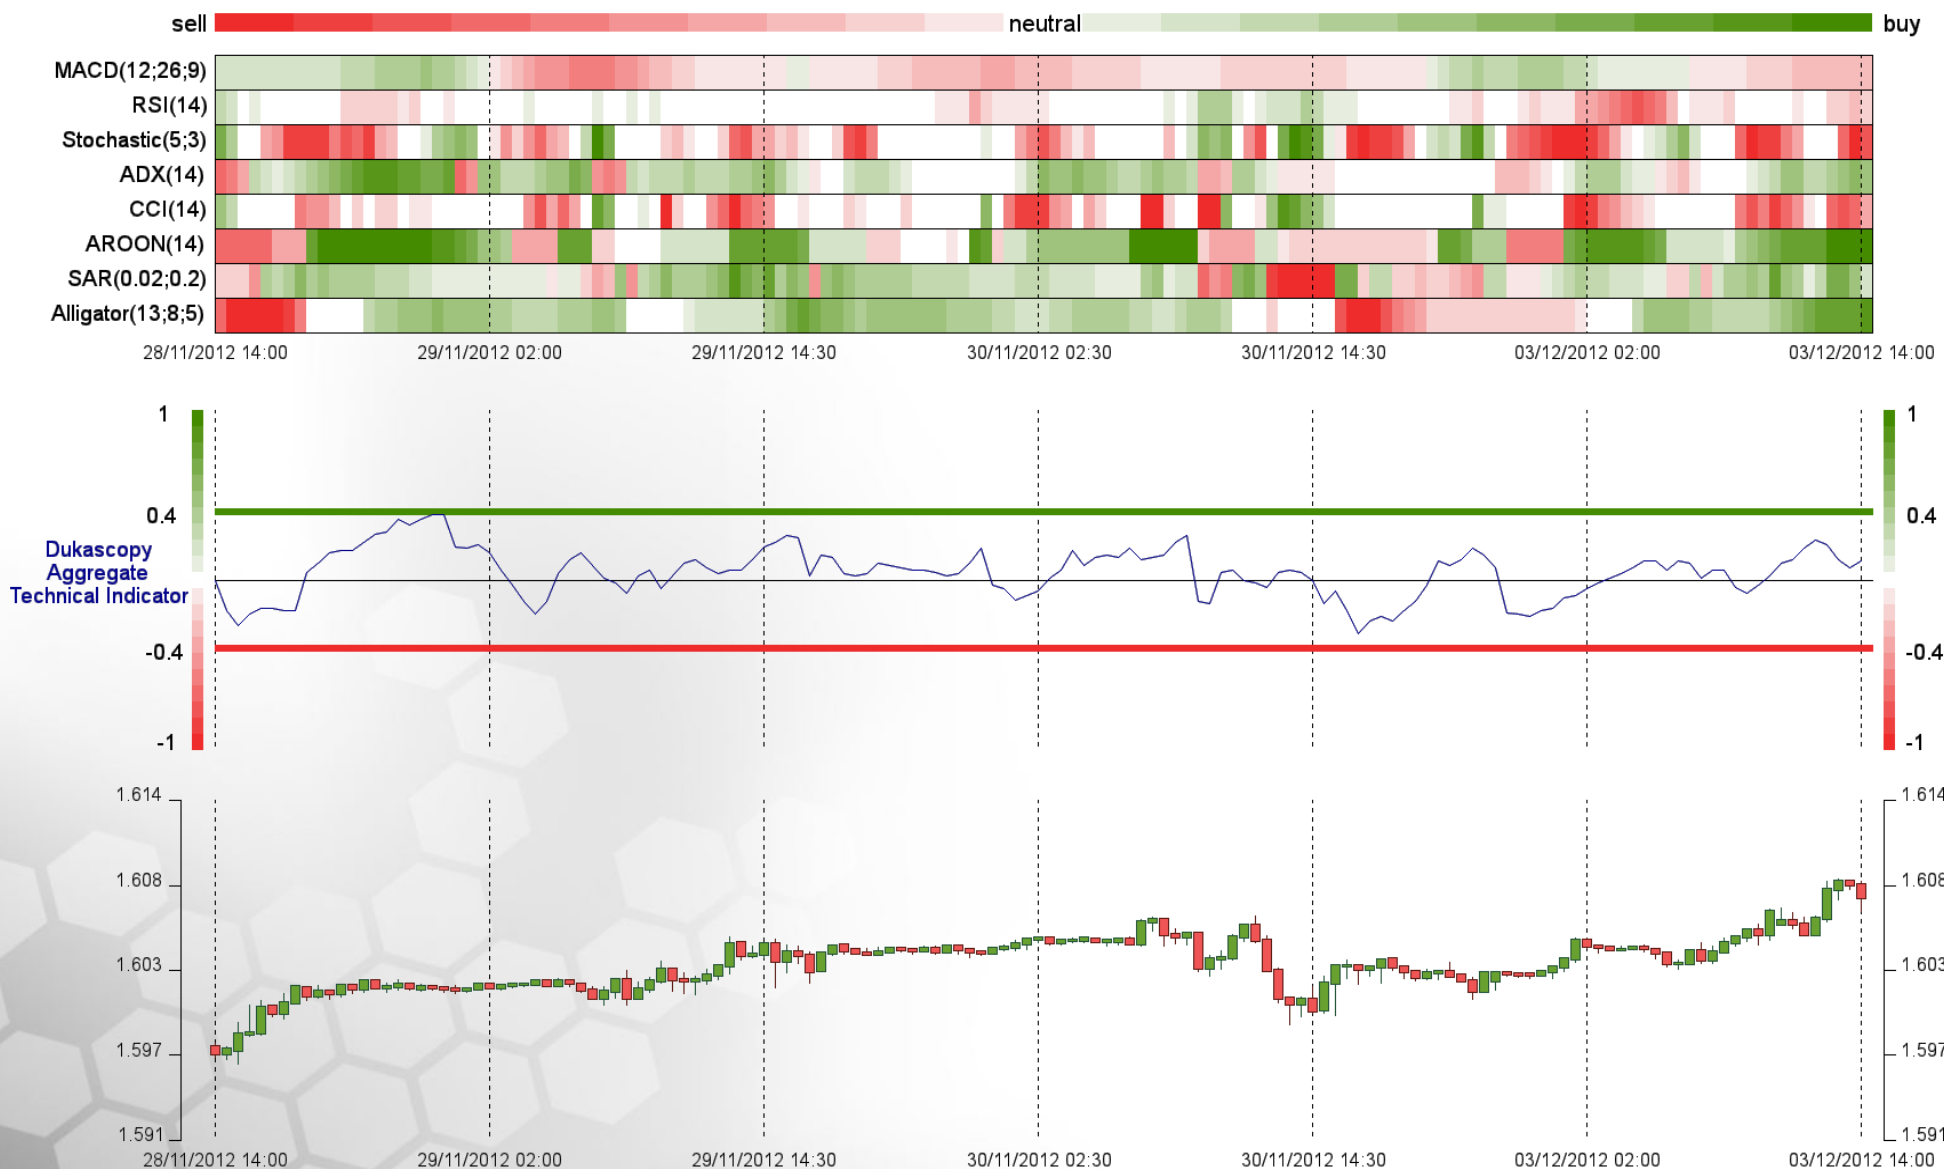 sell neutral buy
MACD(12;26;9)
RSI(14)
Stochastic(5;3)
ADX(14)
CCI(14)
AROON(14)
SAR(0.02;0.2)
Alligator(13;8;5)
28/11/2012 14:00 29/11/2012 02:00 29/11/2012 14:30 30/11/2012 02:30 30/11/2012 14:30 03/12/2012 02:00 03/12/2012 14:00
1 1
0.4 0.4
Dukascopy
Aggregate
Technical Indicator
-0.4 -0.4
-1 -1
1.614 1.614
1.608 1.608
1.603 1.603
1.597 1.597
1.591 1.591
28/11/2012 14:00 29/11/2012 02:00 29/11/2012 14:30 30/11/2012 02:30 30/11/2012 14:30 03/12/2012 02:00 03/12/2012 14:00